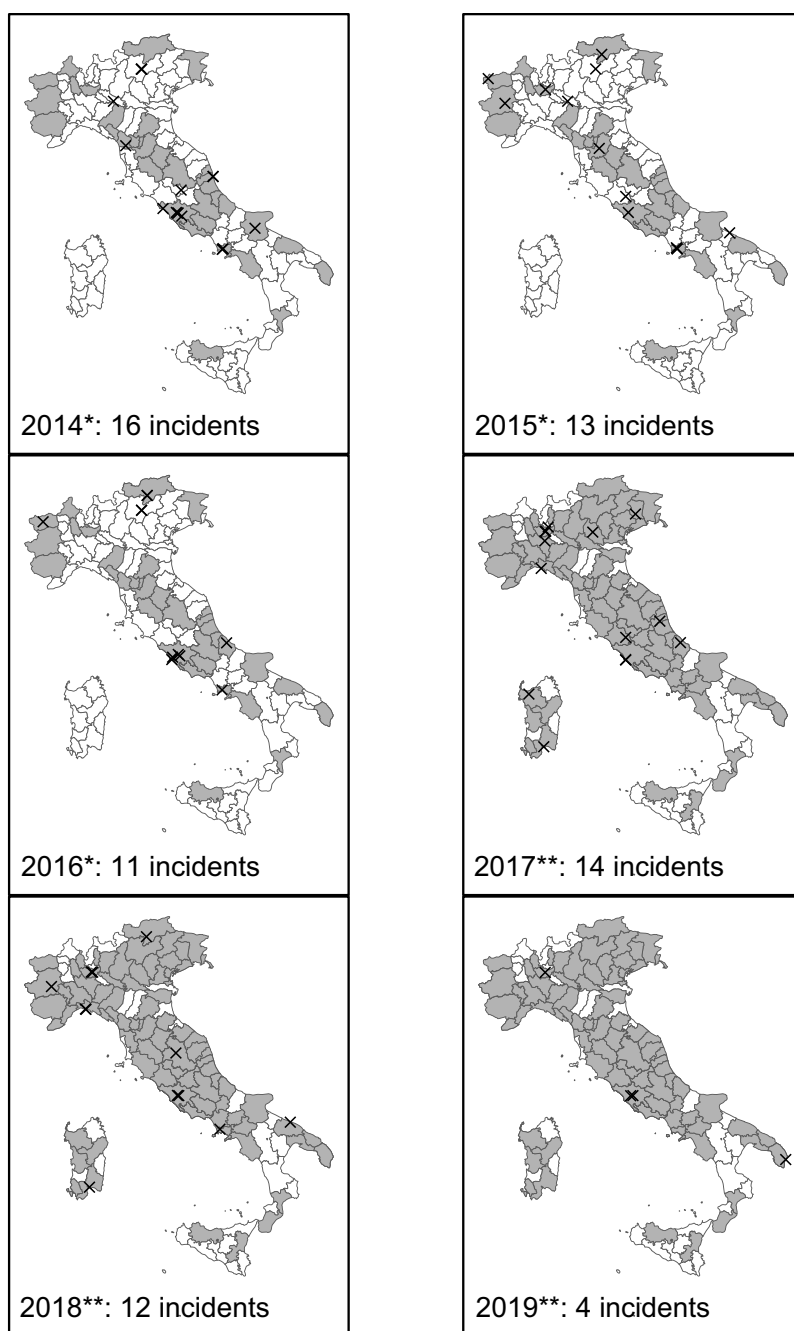 2014*: 16 incidents
2015*: 13 incidents
2016*: 11 incidents
2017**: 14 incidents
2018**: 12 incidents
2019**: 4 incidents